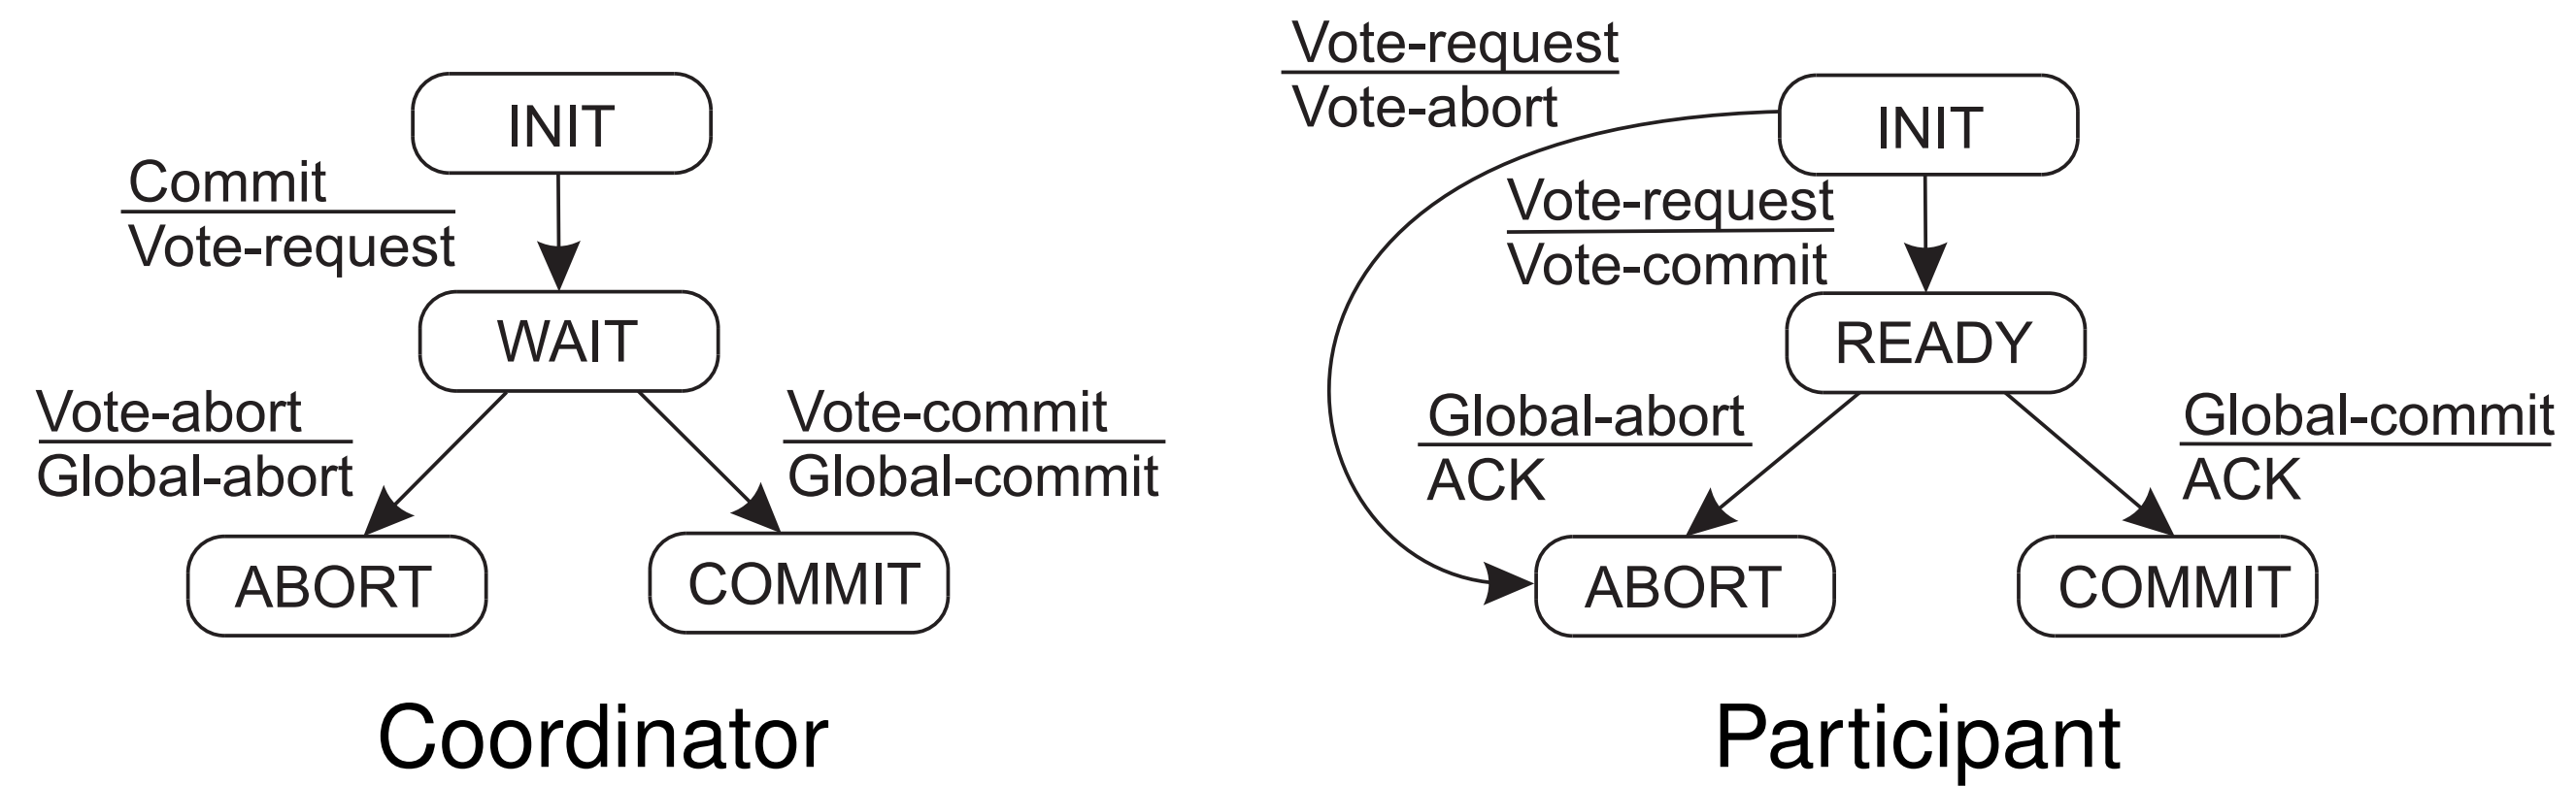 INIT
Commit
Vote-request
WAIT
Vote-abort
Global-abort
Vote-commit
Global-commit
ABORT
COMMIT
Coordinator
Vote-request
Vote-abort
INIT
Vote-request
Vote-commit
READY
Global-abort
ACK
Global-commit
ACK
ABORT
COMMIT
Participant